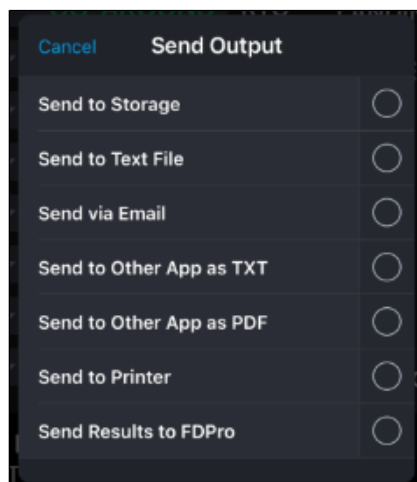 Cancel
Send Output
Send to Storage
Send to Text File
Send via Email
Send to Other App as TXT
Send to Other App as PDF
Send to Printer
Send Results to FDPro